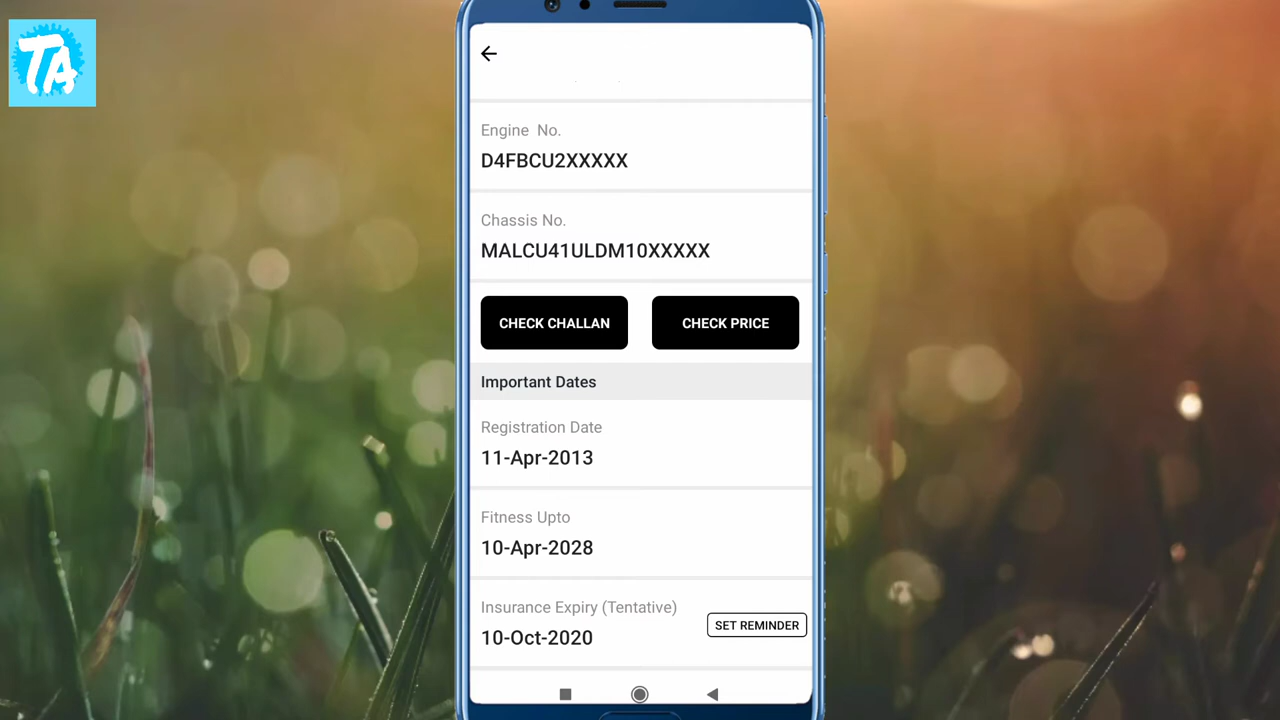 TA
Engine No.
D4FBCU2XXXXX
Chassis No.
MALCU41ULDM10XXXXX
CHECK CHALLAN
CHECK PRICE
Important Dates
Registration Date
11-Apr-2013
Fitness Upto
10-Apr-2028
Insurance Expiry (Tentative)
SET REMINDER
10-Oct-2020